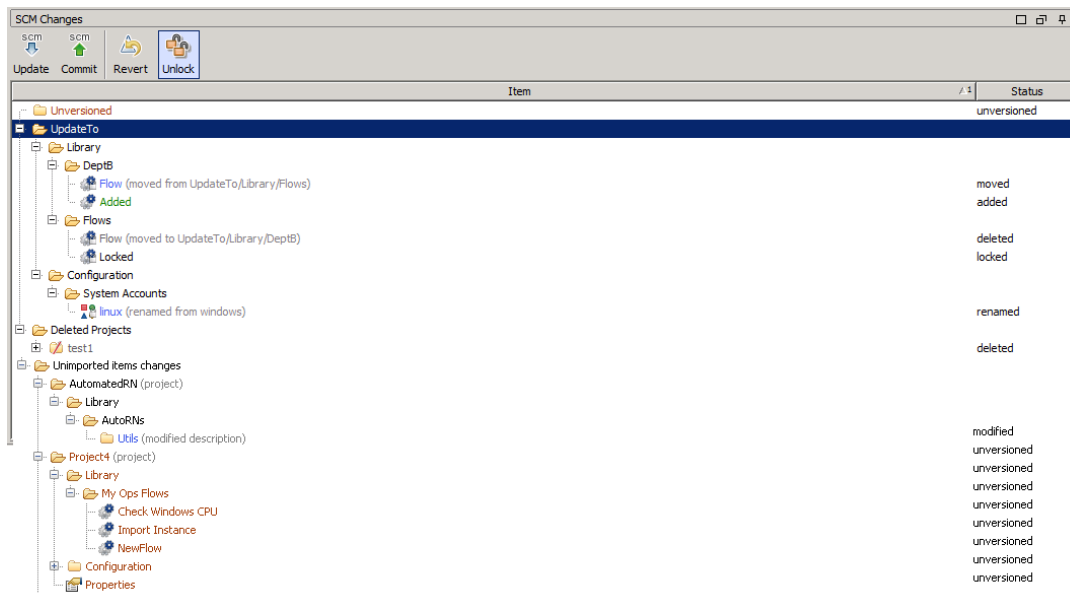 SCM Changes
scm scm
Update Commit Revert Unlock
Item 1 Status
Unversioned unversioned
UpdateTo
Library
DeptB
Flow (moved from UpdateTo/Library/Flows) moved
Added added
Flows
Flow (moved to UpdateTo/Library/DeptB) deleted
Locked locked
Configuration
System Accounts
linux (renamed from windows) renamed
Deleted Projects
test1 deleted
Unimported items changes
AutomatedRN (project)
Library
AutoRNs
Utils (modified description) modified
Project4 (project) unversioned
Library unversioned
My Ops Flows unversioned
Check Windows CPU unversioned
Import Instance unversioned
NewFlow unversioned
Configuration unversioned
Properties unversioned